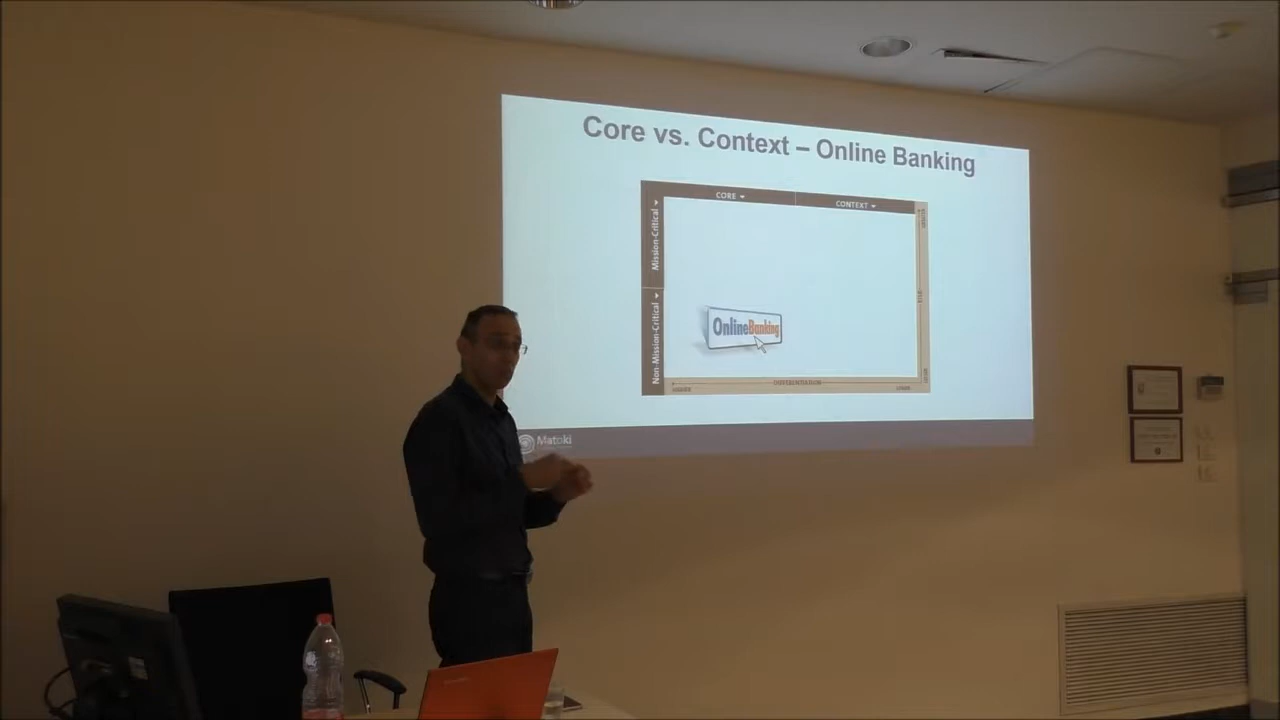 Core vs. Context – Online Banking
CORE
CONTEXT
Mission-Critical
Non-Mission-Critical
OnlineBanking
DIFFERENTIATION
Matoki